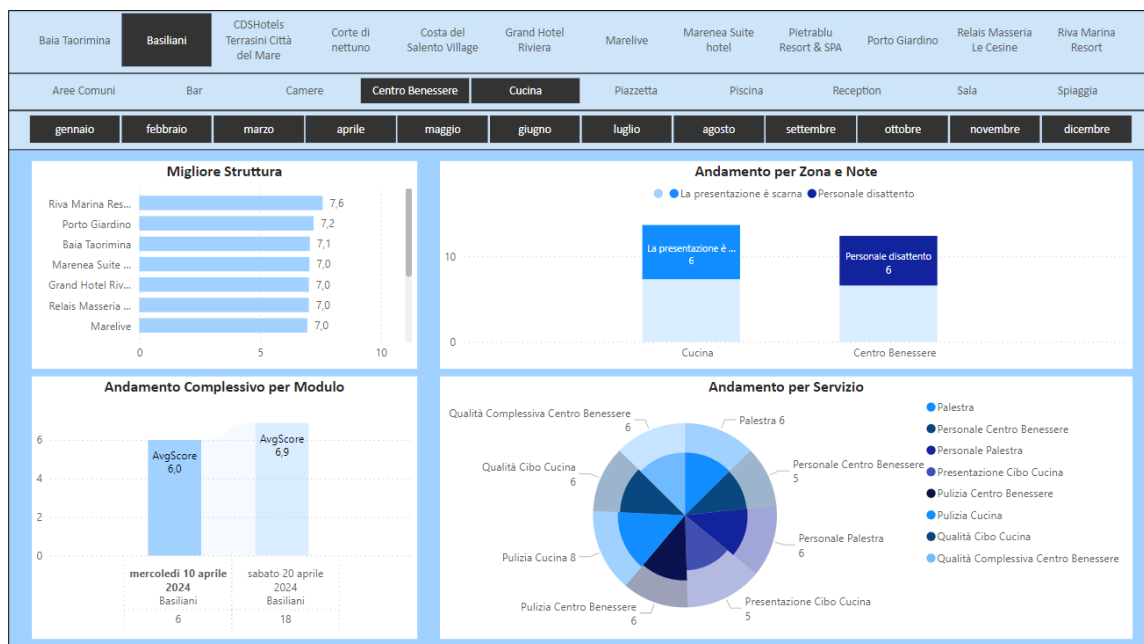 Baia Taormina
Basiliani
CDSHotels
Terrasini Città
del Mare
Corte di
nettuno
Costa del
Salento Village
Grand Hotel
Riviera
Marelive
Marenea Suite
hotel
Pietrablu
Resort & SPA
Porto Giardino
Relais Masseria
Le Cesine
Riva Marina
Resort
Aree Comuni
Bar
Camere
Centro Benessere
Cucina
Piazzetta
Piscina
Reception
Sala
Spiaggia
gennaio
febbraio
marzo
aprile
maggio
giugno
luglio
agosto
settembre
ottobre
novembre
dicembre
Migliore Struttura
Riva Marina Res... 7,6
Porto Giardino 7,2
Baia Taormina 7,1
Marenea Suite ... 7,0
Grand Hotel Riv... 7,0
Relais Masseria ... 7,0
Marelive 7,0
0 5 10
Andamento per Zona e Note
La presentazione è scarna Personale disattento
10
0
La presentazione è ...
6
Personale disattento
6
Cucina
Centro Benessere
Andamento Complessivo per Modulo
6
4
2
0
AvgScore
6,0
AvgScore
6,9
mercoledì 10 aprile
2024
Basiliani
6
sabato 20 aprile
2024
Basiliani
18
Andamento per Servizio
Qualità Complessiva Centro Benessere
6
Palestra 6
Personale Centro Benessere
5
Qualità Cibo Cucina
6
Personale Palestra
6
Pulizia Cucina 8
Presentazione Cibo Cucina
5
Pulizia Centro Benessere
6
Palestra
Personale Centro Benessere
Personale Palestra
Presentazione Cibo Cucina
Pulizia Centro Benessere
Pulizia Cucina
Qualità Cibo Cucina
Qualità Complessiva Centro Benessere